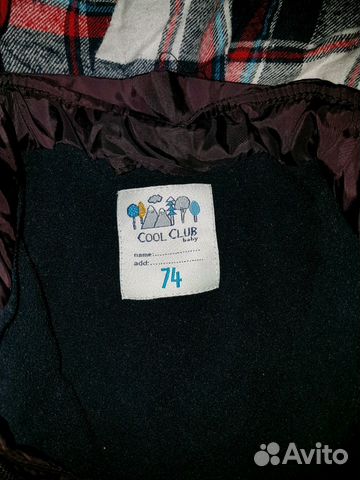 COOL CLUB
baby
name:...................
add:.....................
74
Avito